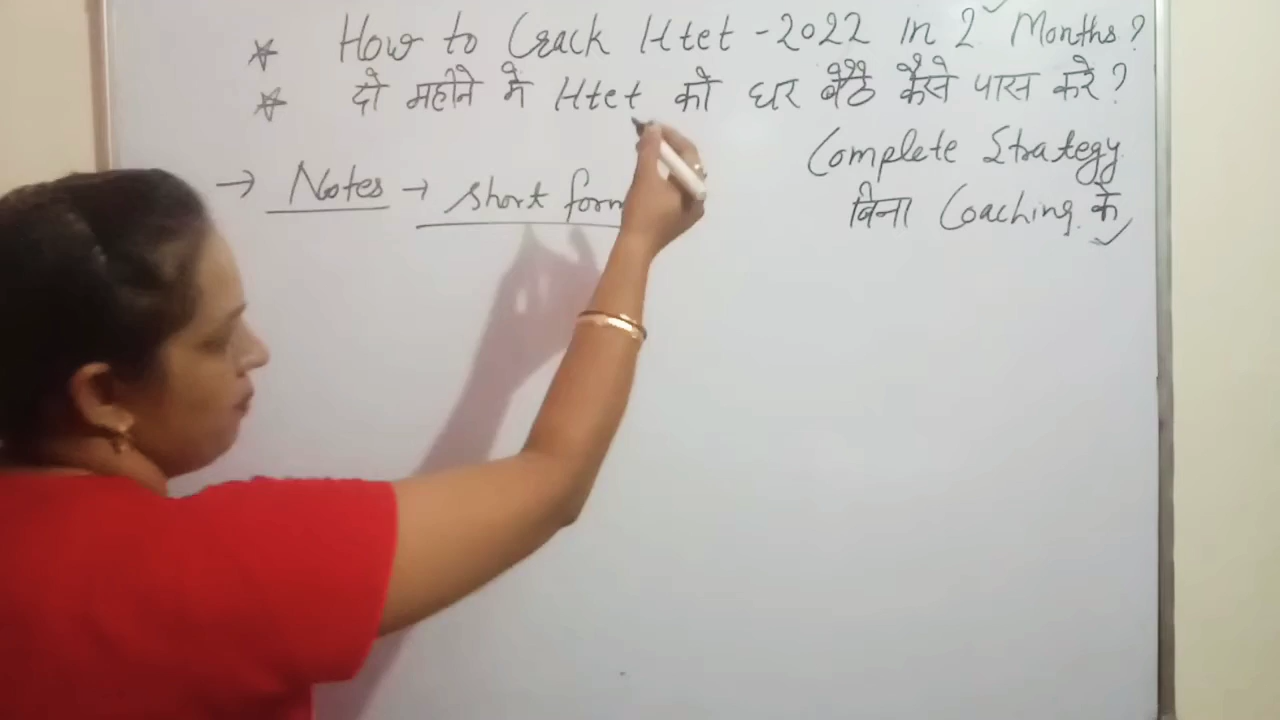 * How to Crack Htet - 2022 in 2 Months?
* दो महीने मे Htet को घर बैठे कैसे पास करे?
Complete Strategy
→ Notes → short form
बिना Coaching के